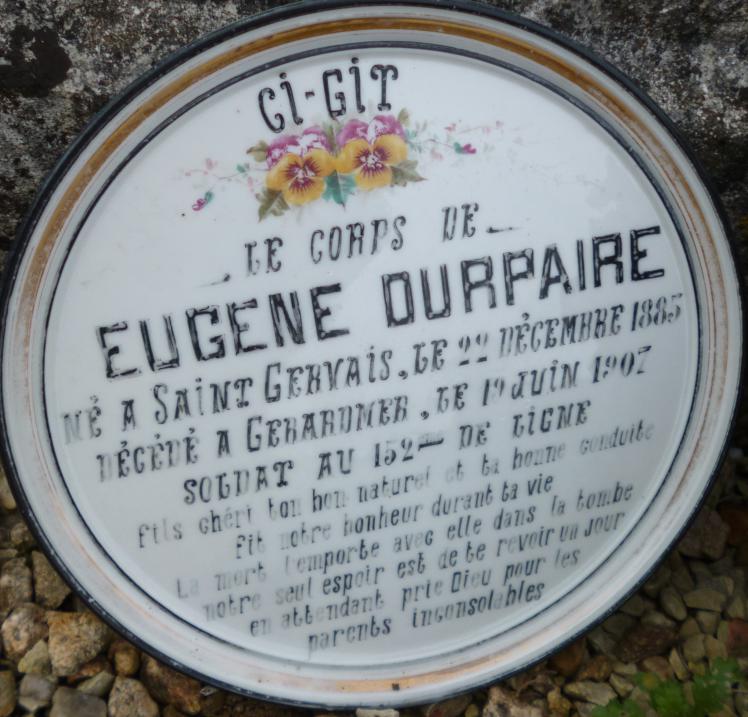 Ci-Gît
LE CORPS DE
EUGENE DURPAIRE
NÉ A SAINT GERVAIS, LE 22 DÉCEMBRE 1885
DÉCÉDÉ A GERARDMER, LE 19 JUIN 1907
SOLDAT AU 152me DE LIGNE
fils chéri ton bon naturel et ta bonne conduite
fit notre bonheur durant ta vie
La mort t'emporte avec elle dans la tombe
notre seul espoir est de te revoir un jour
en attendant prie Dieu pour les
parents inconsolables